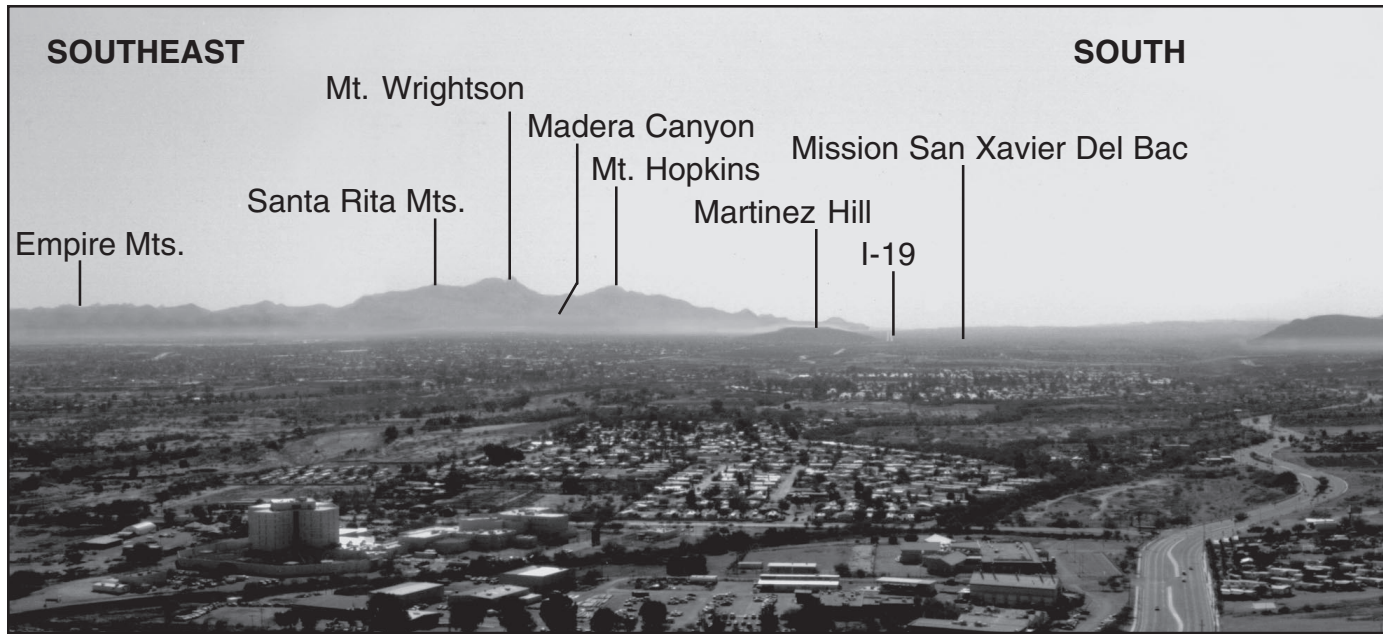 SOUTHEAST
SOUTH
Mt. Wrightson
Madera Canyon
Mission San Xavier Del Bac
Mt. Hopkins
Santa Rita Mts.
Martinez Hill
Empire Mts.
I-19